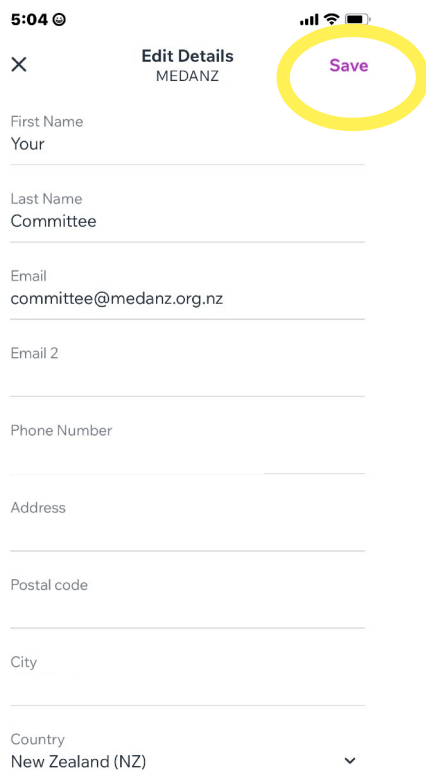 5:04
Edit Details
Save
MEDANZ
First Name
Your
Last Name
Committee
Email
committee@medanz.org.nz
Email 2
Phone Number
Address
Postal code
City
Country
New Zealand (NZ)